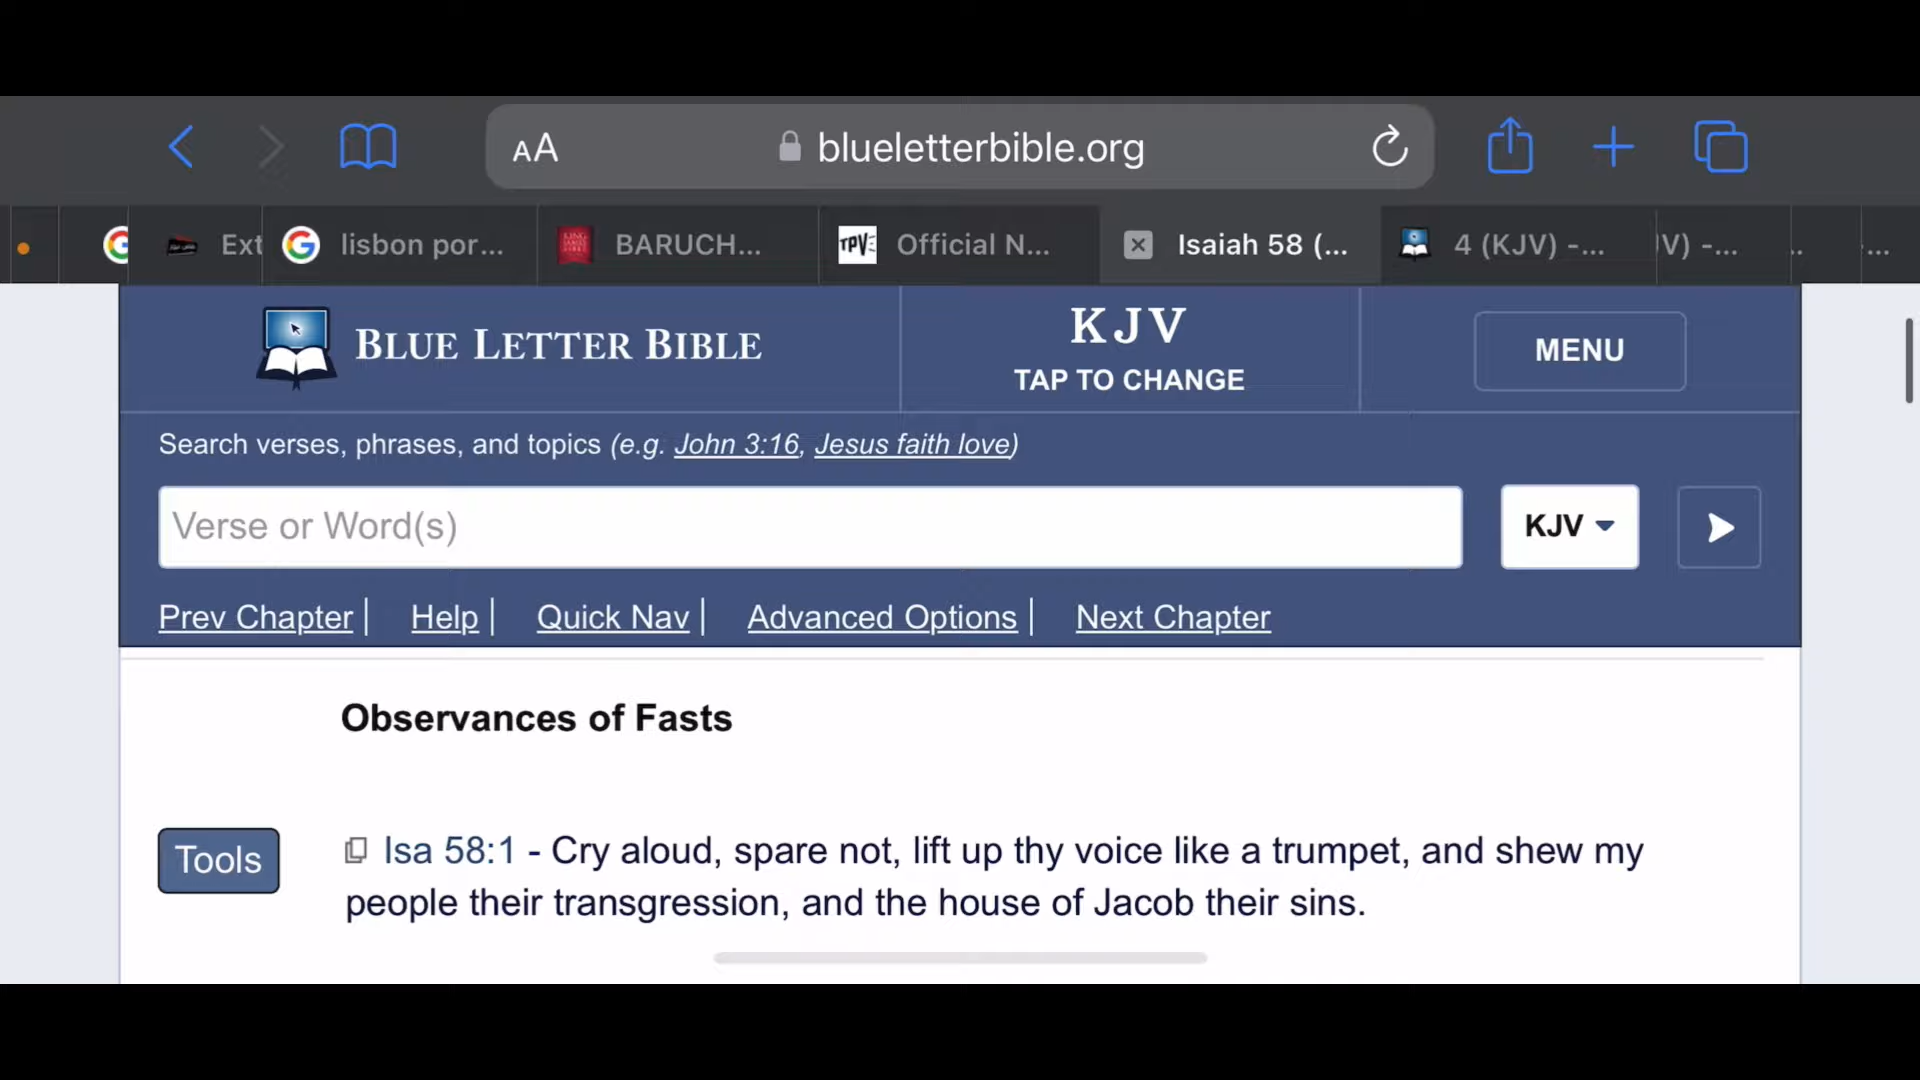 AA blueletterbible.org
Ext lisbon por... BARUCH... TPV Official N... Isaiah 58 (... 4 (KJV) -... V) -... .. ...
BLUE LETTER BIBLE
KJV
TAP TO CHANGE
MENU
Search verses, phrases, and topics (e.g. John 3:16, Jesus faith love)
Verse or Word(s)
KJV
Prev Chapter | Help | Quick Nav | Advanced Options | Next Chapter
Observances of Fasts
Tools
Isa 58:1 - Cry aloud, spare not, lift up thy voice like a trumpet, and shew my
people their transgression, and the house of Jacob their sins.